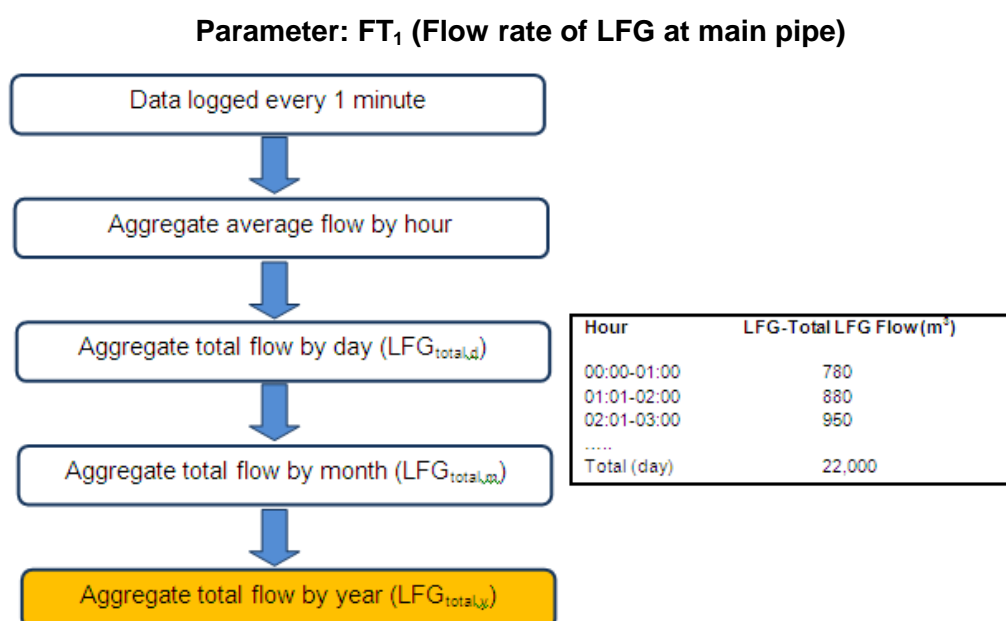 Parameter: FT₁ (Flow rate of LFG at main pipe)
Data logged every 1 minute
Aggregate average flow by hour
Aggregate total flow by day (LFGtotal,d)
Aggregate total flow by month (LFGtotal,m)
Aggregate total flow by year (LFGtotal,y)
Hour LFG-Total LFG Flow(m³)
00:00-01:00 780
01:01-02:00 880
02:01-03:00 950
.....
Total (day) 22,000